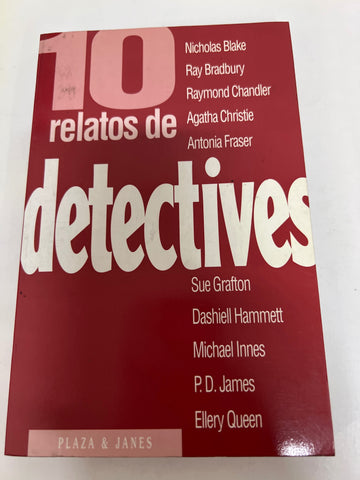 10
relatos de
detectives
Nicholas Blake
Ray Bradbury
Raymond Chandler
Agatha Christie
Antonia Fraser
Sue Grafton
Dashiell Hammett
Michael Innes
P.D. James
Ellery Queen
PLAZA & JANES